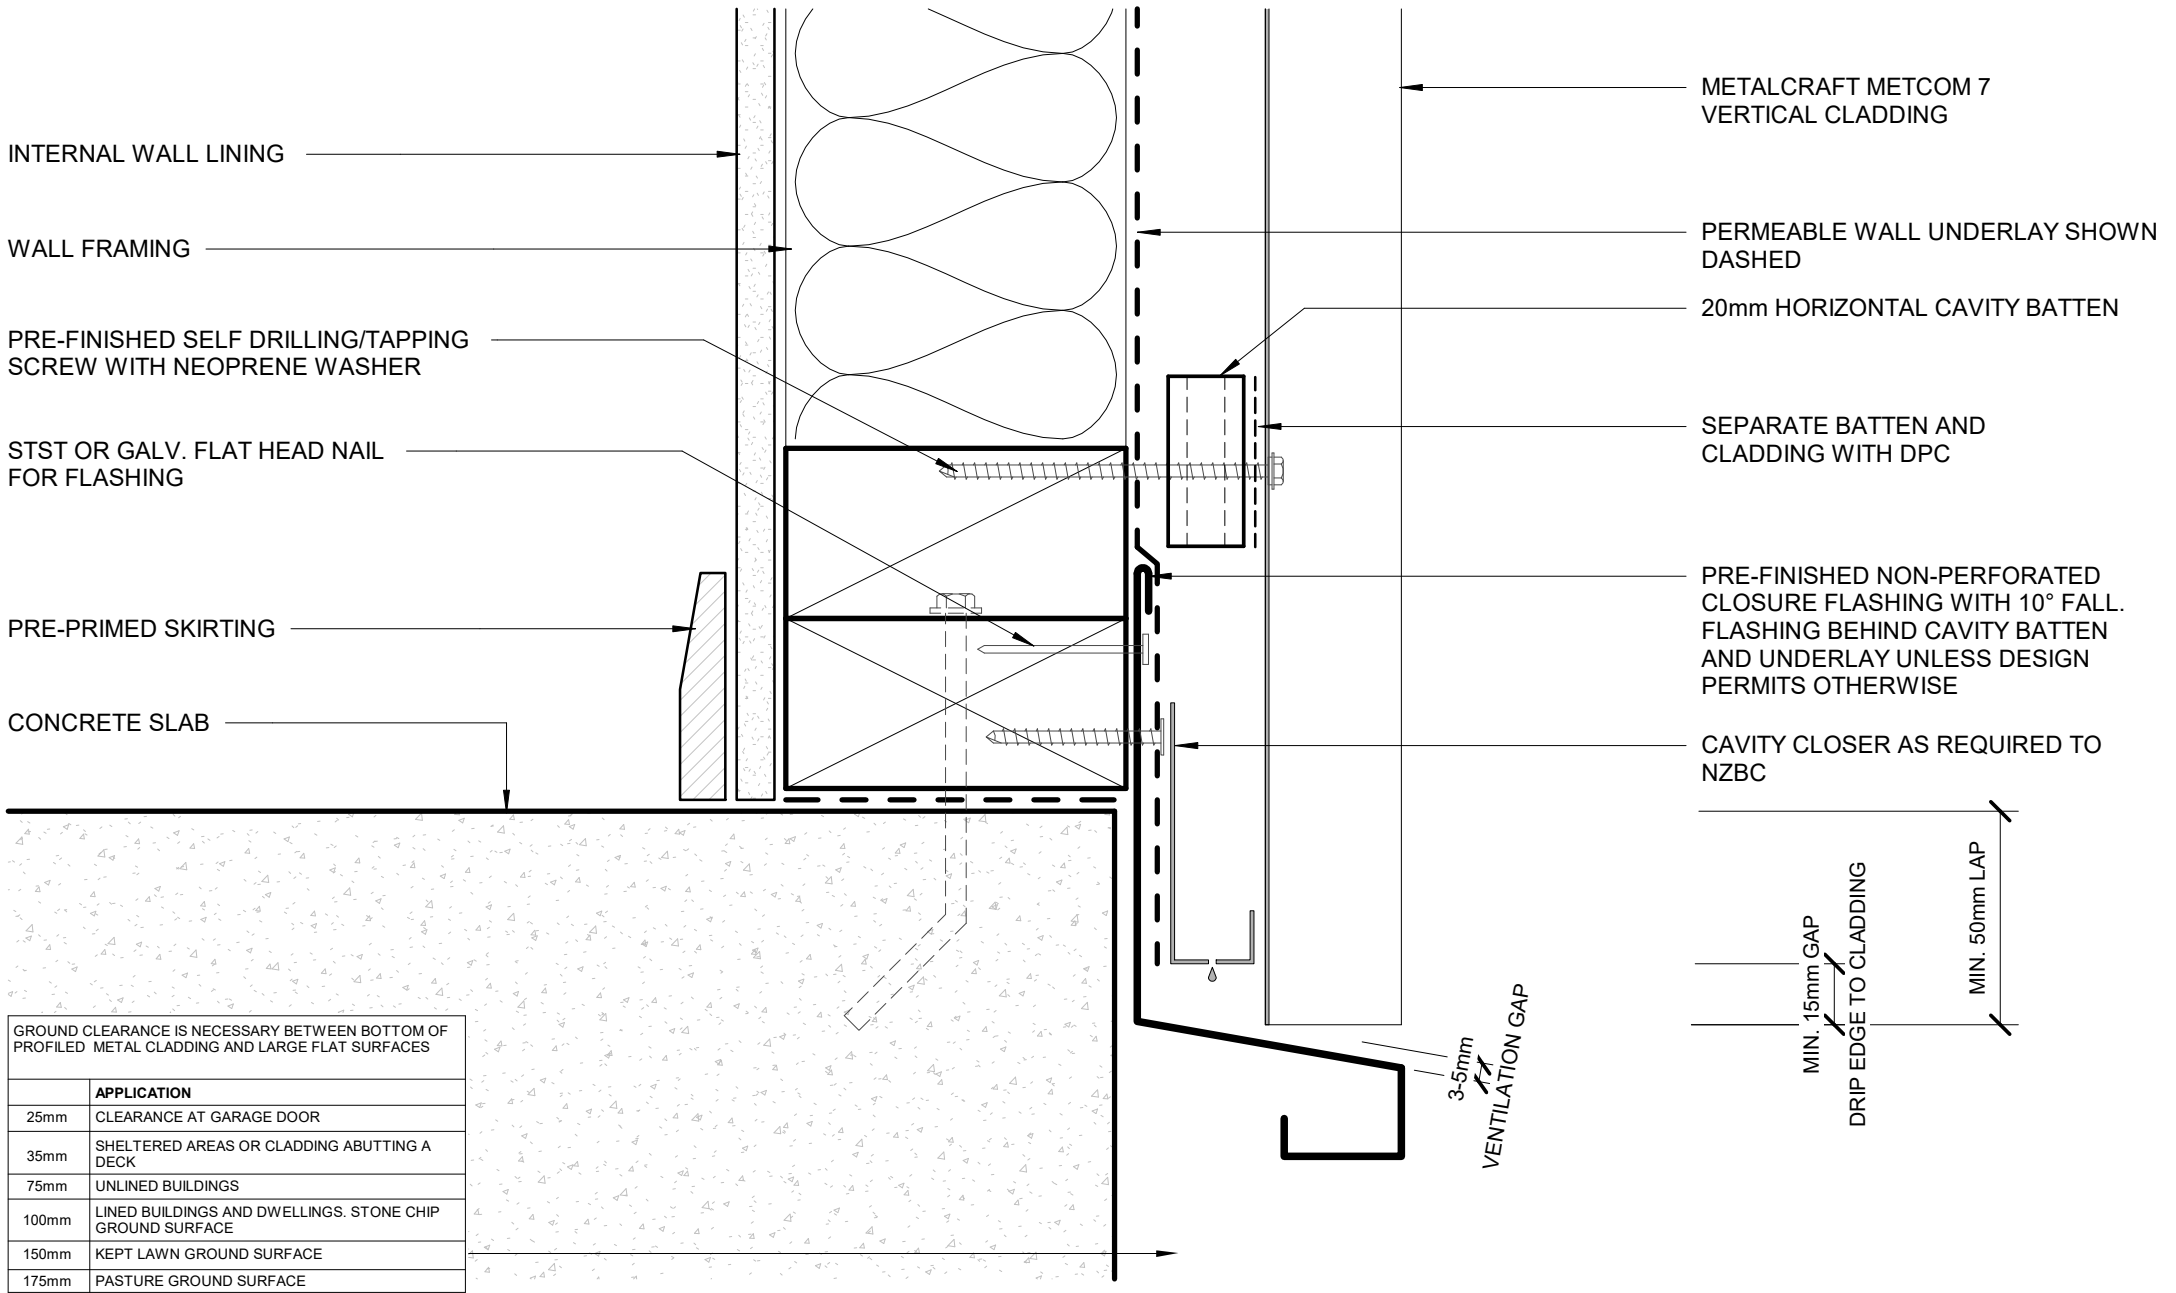 INTERNAL WALL LINING
WALL FRAMING
PRE-FINISHED SELF DRILLING/TAPPING
SCREW WITH NEOPRENE WASHER
STST OR GALV. FLAT HEAD NAIL
FOR FLASHING
PRE-PRIMED SKIRTING
CONCRETE SLAB
METALCRAFT METCOM 7
VERTICAL CLADDING
PERMEABLE WALL UNDERLAY SHOWN
DASHED
20mm HORIZONTAL CAVITY BATTEN
SEPARATE BATTEN AND
CLADDING WITH DPC
PRE-FINISHED NON-PERFORATED
CLOSURE FLASHING WITH 10° FALL.
FLASHING BEHIND CAVITY BATTEN
AND UNDERLAY UNLESS DESIGN
PERMITS OTHERWISE
CAVITY CLOSER AS REQUIRED TO
NZBC
3-5mm
VENTILATION GAP
MIN. 15mm GAP
DRIP EDGE TO CLADDING
MIN. 50mm LAP
GROUND CLEARANCE IS NECESSARY BETWEEN BOTTOM OF
PROFILED METAL CLADDING AND LARGE FLAT SURFACES
APPLICATION
25mm CLEARANCE AT GARAGE DOOR
35mm SHELTERED AREAS OR CLADDING ABUTTING A
DECK
75mm UNLINED BUILDINGS
100mm LINED BUILDINGS AND DWELLINGS. STONE CHIP
GROUND SURFACE
150mm KEPT LAWN GROUND SURFACE
175mm PASTURE GROUND SURFACE